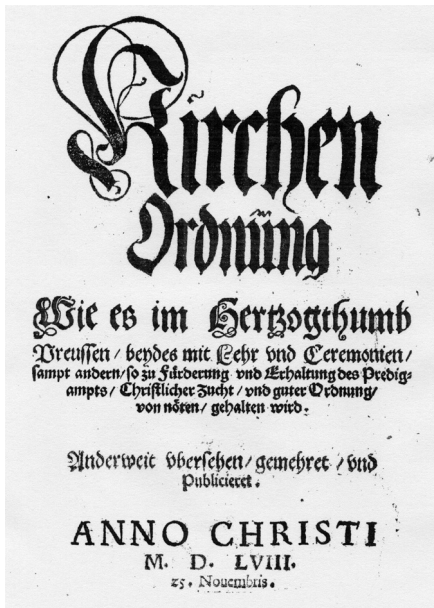 Kirchen
Ordnung
Wie es im Hertzogthumb
Preussen / beydes mit Lehr vnd Ceremonien /
sampt andern / so zu Fürderung vnd Erhaltung des Predig-
ampts / Christlicher Zucht / vnd guter Ordnung /
von nöten / gehalten wird.
Anderweit vbersehen / gemehret / vnd
Publicieret.
ANNO CHRISTI
M. D. LVIII.
25. Nouembris.